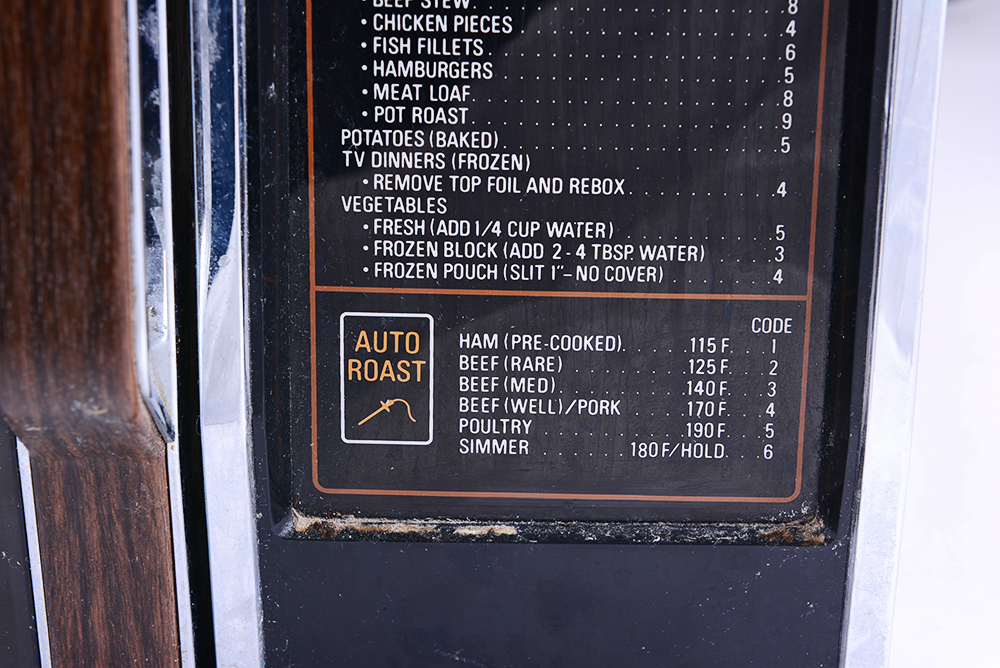 • BEEF STEW. . . . . . . . . . . . . . 8
• CHICKEN PIECES . . . . . . . . . . . . 4
• FISH FILLETS. . . . . . . . . . . . . . 6
• HAMBURGERS . . . . . . . . . . . . . 5
• MEAT LOAF. . . . . . . . . . . . . . . 8
• POT ROAST. . . . . . . . . . . . . . . 9
POTATOES (BAKED) . . . . . . . . . . . . . 5
TV DINNERS (FROZEN)
• REMOVE TOP FOIL AND REBOX. . . . . . . 4
VEGETABLES
• FRESH (ADD 1/4 CUP WATER) . . . . . . . 5
• FROZEN BLOCK (ADD 2-4 TBSP. WATER) . . . 3
• FROZEN POUCH (SLIT 1"– NO COVER) . . . . 4
AUTO
ROAST
CODE
HAM (PRE-COOKED). . . . .115 F. . . 1
BEEF (RARE) . . . . . . . .125 F. . . 2
BEEF (MED) . . . . . . . . .140 F. . . 3
BEEF (WELL)/PORK . . . . .170 F. . . 4
POULTRY . . . . . . . . . .190 F. . . 5
SIMMER . . . . . . 180 F/HOLD. . . 6